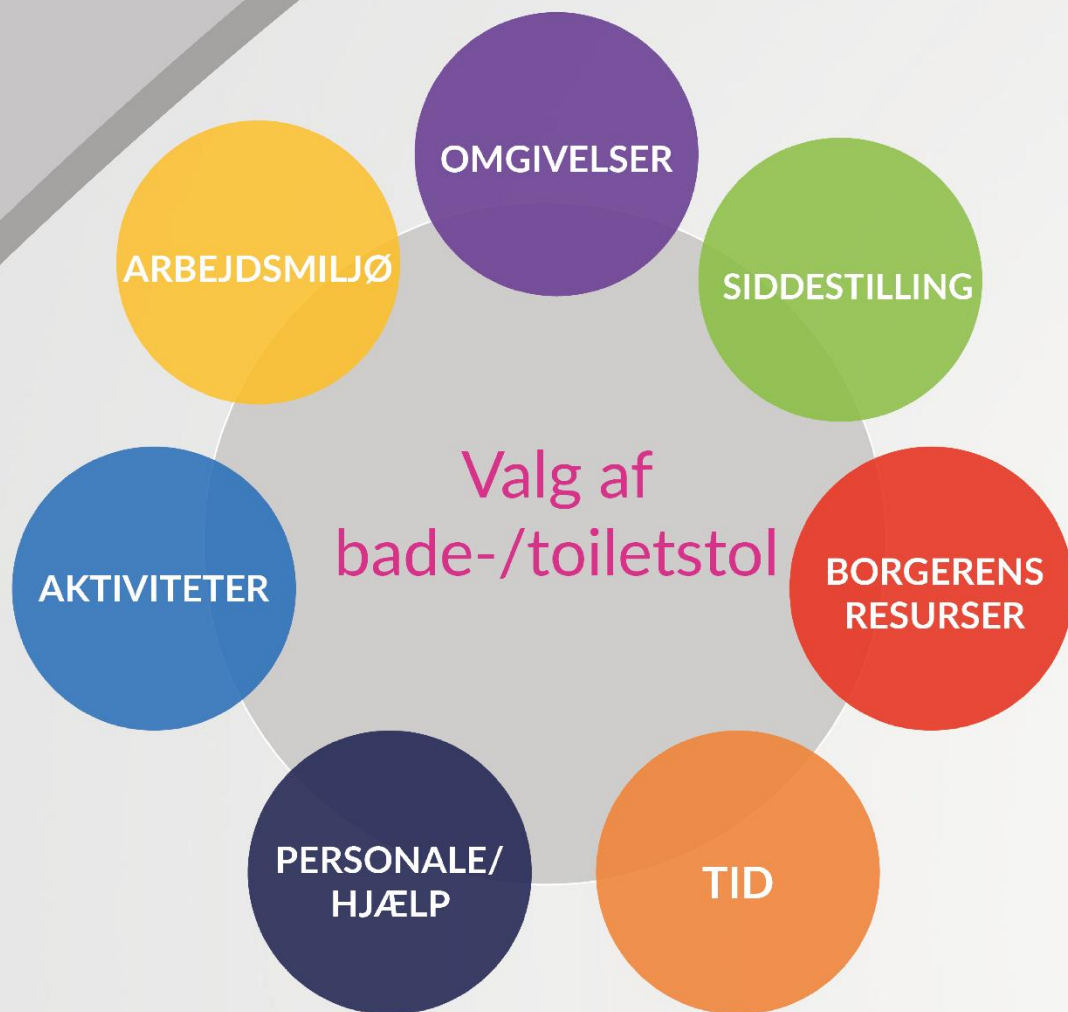 OMGIVELSER
SIDDESTILLING
BORGERENS
RESURSER
TID
PERSONALE/
HJÆLP
AKTIVITETER
ARBEJDSMILJØ
Valg af
bade-/toiletstol